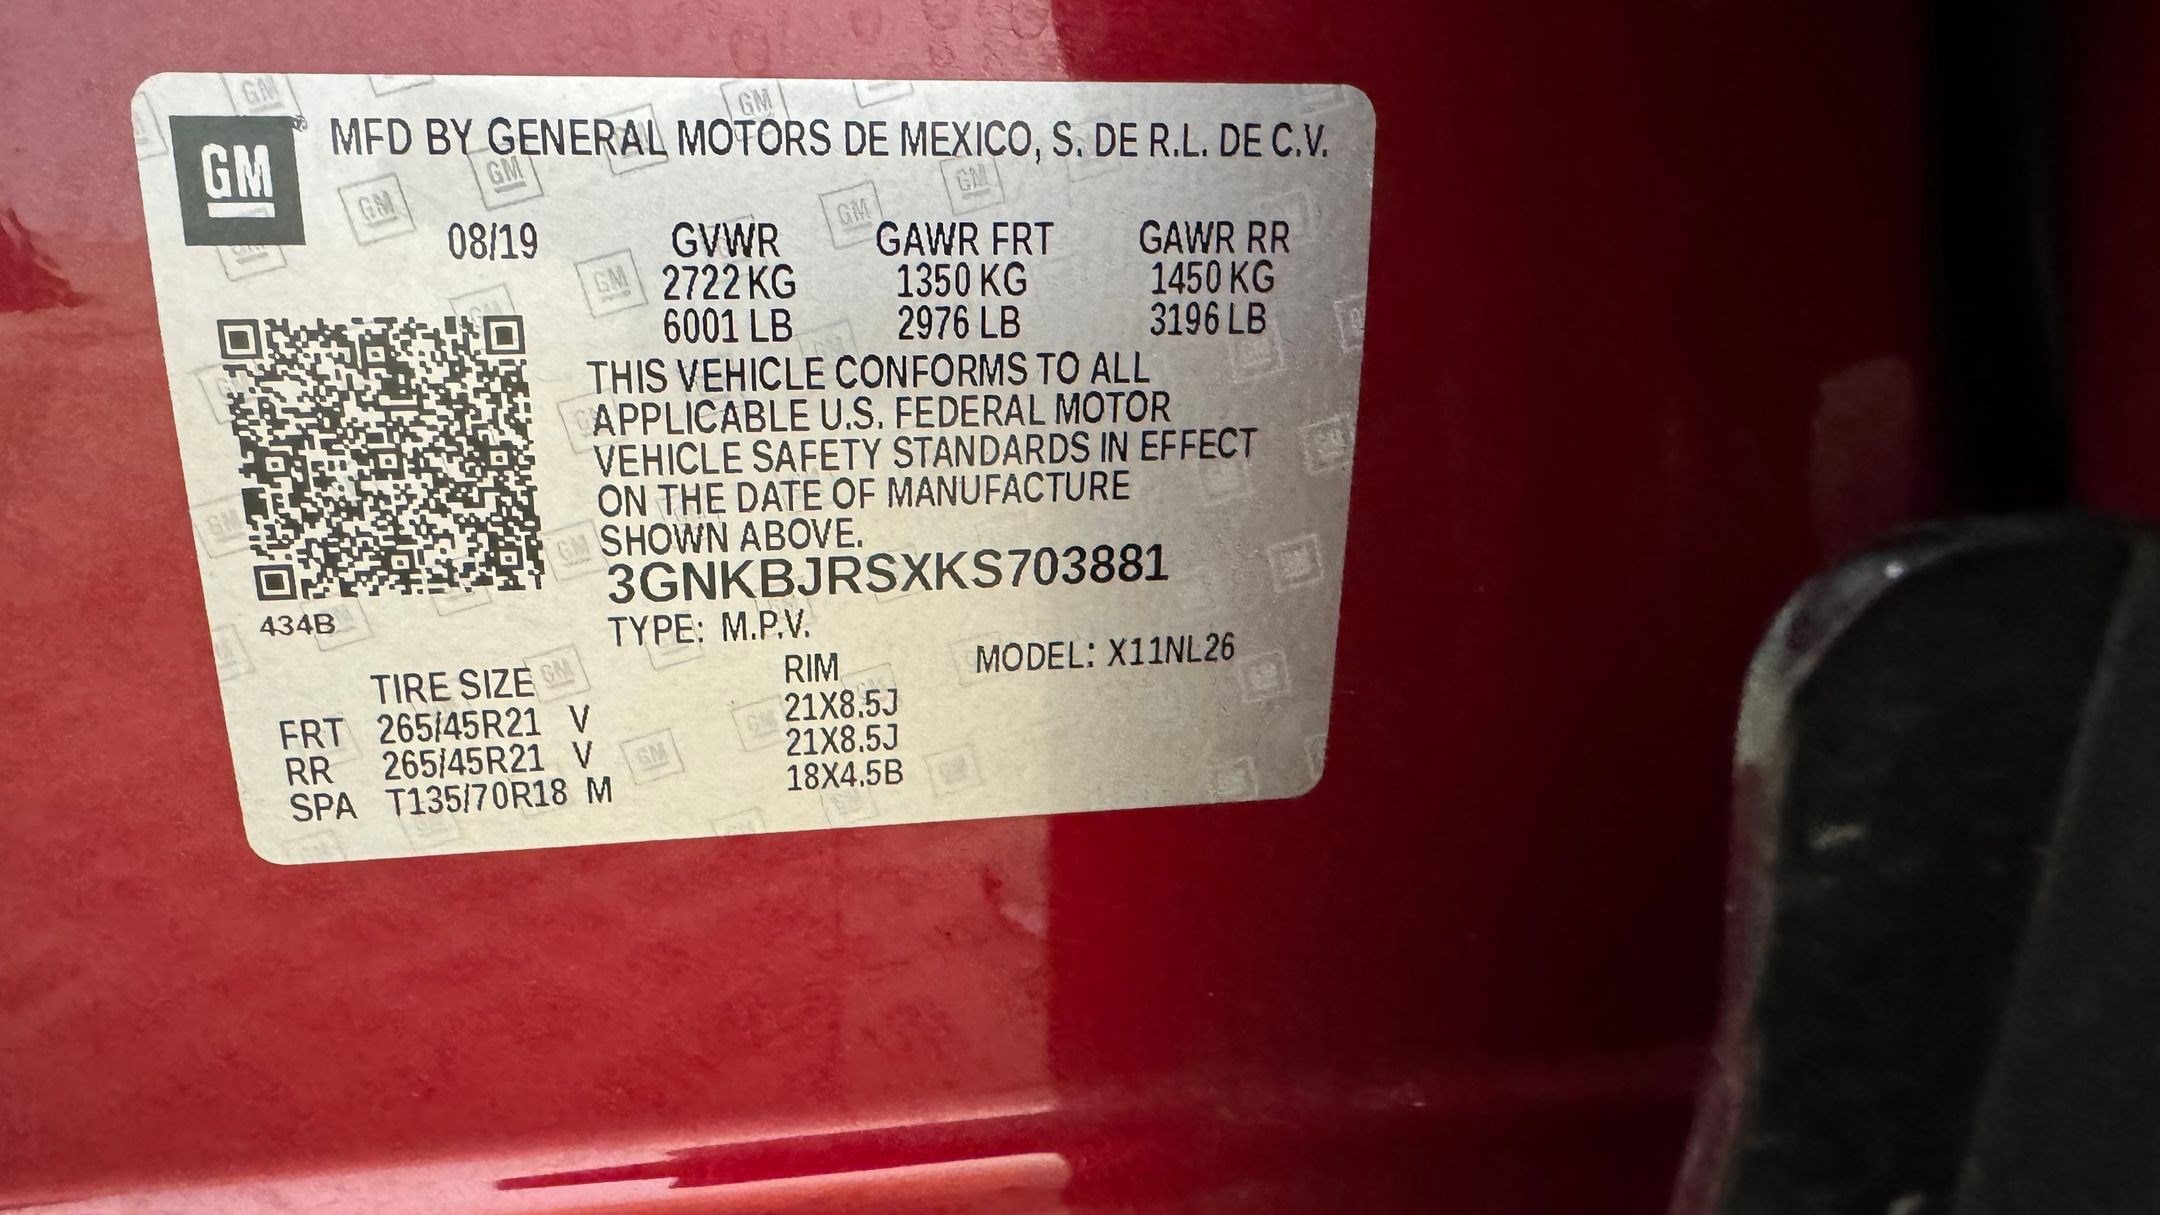 GM
MFD BY GENERAL MOTORS DE MEXICO, S. DE R.L. DE C.V.
08/19 GVWR GAWR FRT GAWR RR
2722 KG 1350 KG 1450 KG
6001 LB 2976 LB 3196 LB
THIS VEHICLE CONFORMS TO ALL
APPLICABLE U.S. FEDERAL MOTOR
VEHICLE SAFETY STANDARDS IN EFFECT
ON THE DATE OF MANUFACTURE
SHOWN ABOVE.
3GNKBJRSXKS703881
434B
TYPE: M.P.V.
MODEL: X11NL26
TIRE SIZE RIM
FRT 265/45R21 V 21X8.5J
RR 265/45R21 V 21X8.5J
SPA T135/70R18 M 18X4.5B